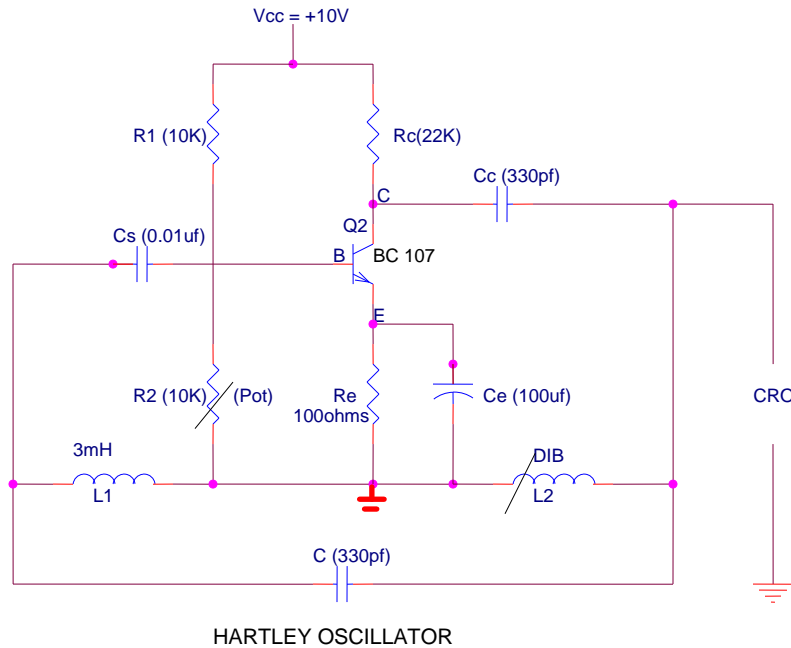 Vcc = +10V
R1 (10K)
Rc(22K)
Cc (330pf)
C
Q2
Cs (0.01uf)
B
BC 107
E
R2 (10K)
(Pot)
Re
100ohms
Ce (100uf)
CRO
3mH
L1
DIB
L2
C (330pf)
HARTLEY OSCILLATOR